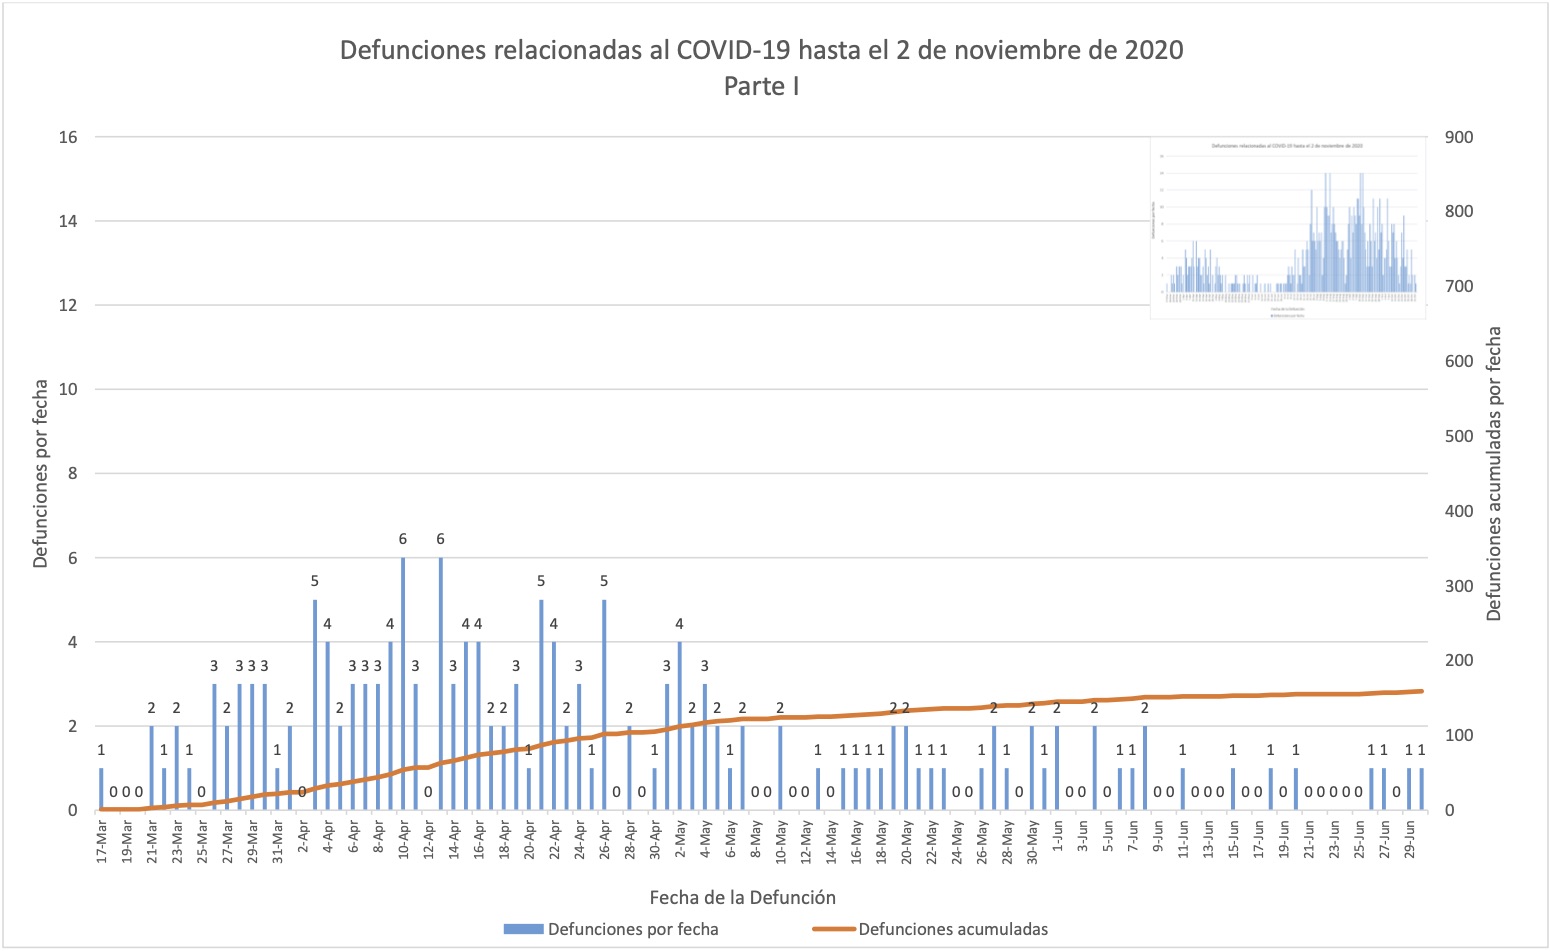 Defunciones relacionadas al COVID-19 hasta el 2 de noviembre de 2020
Parte I
Defunciones relacionadas al COVID-19 hasta el 2 de noviembre de 2020
Defunciones por fecha
16
14
12
10
8
6
4
2
0
1 0 0 0 2 1 2 1 0 3 2 3 3 3 1 2 0 5 4 2 3 3 3 4 6 3 0 6 3 4 4 2 2 3 1 5 4 2 3 1 5 0 2 0 1 3 4 2 3 2 1 2 0 0 2 0 0 1 0 1 1 1 1 2 2 1 1 1 0 0 1 2 1 0 2 1 2 0 0 2 0 1 1 2 0 0 1 0 0 0 1 0 0 1 0 1 0 0 0 0 0 1 1 0 1 1
900
800
700
600
500
400
300
200
100
0
Defunciones acumuladas por fecha
17-Mar 19-Mar 21-Mar 23-Mar 25-Mar 27-Mar 29-Mar 31-Mar 2-Apr 4-Apr 6-Apr 8-Apr 10-Apr 12-Apr 14-Apr 16-Apr 18-Apr 20-Apr 22-Apr 24-Apr 26-Apr 28-Apr 30-Apr 2-May 4-May 6-May 8-May 10-May 12-May 14-May 16-May 18-May 20-May 22-May 24-May 26-May 28-May 30-May 1-Jun 3-Jun 5-Jun 7-Jun 9-Jun 11-Jun 13-Jun 15-Jun 17-Jun 19-Jun 21-Jun 23-Jun 25-Jun 27-Jun 29-Jun
Fecha de la Defunción
Defunciones por fecha
Defunciones acumuladas